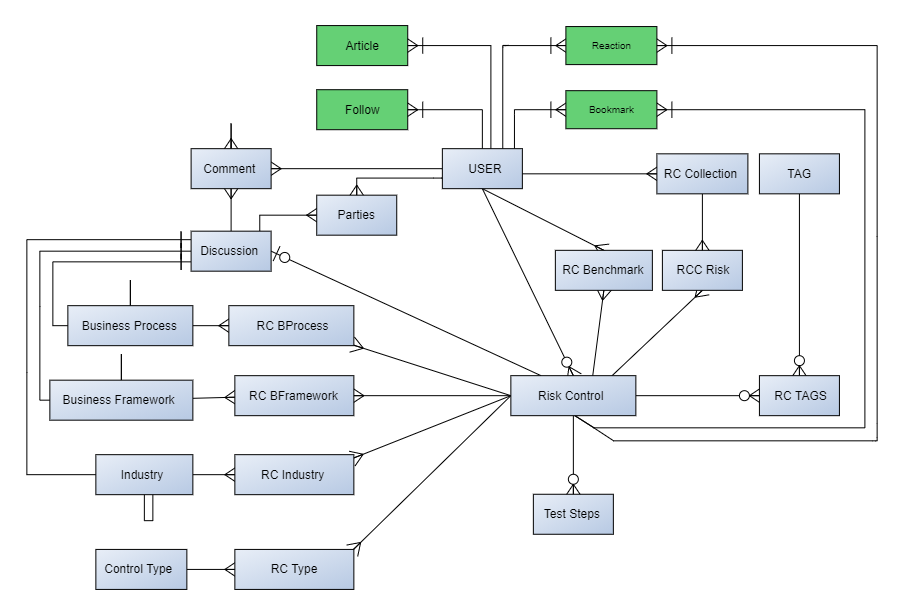 Article
Reaction
Follow
Bookmark
Comment
USER
RC Collection
TAG
Parties
Discussion
RC Benchmark
RCC Risk
Business Process
RC BProcess
Business Framework
RC BFramework
Risk Control
RC TAGS
Industry
RC Industry
Test Steps
Control Type
RC Type